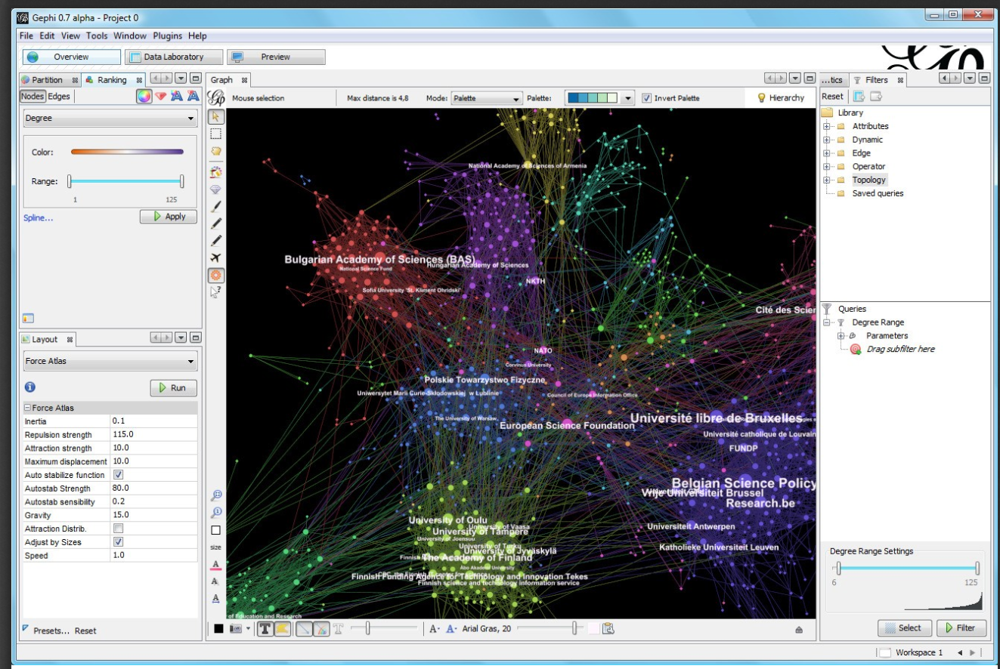 Gephi 0.7 alpha - Project 0
File Edit View Tools Window Plugins Help
Overview
Data Laboratory
Preview
Partition
Ranking
Nodes Edges
Degree
Color:
Range:
1 125
Spline...
Apply
Layout
Force Atlas
Run
Force Atlas
Inertia 0.1
Repulsion strength 115.0
Attraction strength 10.0
Maximum displacement 10.0
Auto stabilize function
Autostab Strength 80.0
Autostab sensibility 0.2
Gravity 15.0
Attraction Distrib.
Adjust by Sizes
Speed 1.0
Presets... Reset
Graph
Mouse selection
Max distance is 4,8
Mode: Palette
Palette:
Invert Palette
Hierarchy
size
National Academy of Sciences of Armenia
Bulgarian Academy of Sciences (BAS)
Hungarian Academy of Sciences
National Science Fund
NKTH
Sofia University 'St. Kliment Ohridski'
Cité des Scien
NATO
Corvinus University
Polskie Towarzystwo Fizyczne
Uniwersytet Marii Curie-Skłodowskiej w Lublinie
Council of Europe Information Office
The University of Warsaw
European Science Foundation
Université libre de Bruxelles
Université catholique de Louvain
FUNDP
Belgian Science Policy
Vrije Universiteit Brussel
Research.be
Universiteit Antwerpen
Katholieke Universiteit Leuven
University of Oulu
University of Vaasa
University of Tampere
University of Joensuu
University of Turku
University of Jyväskylä
The Academy of Finland
Åbo Akademi University
Finnish Funding Agency for Technology and Innovation Tekes
Finnish science and technology information service
of Education and Research
Arial Gras, 20
...tics
Filters
Reset
Library
Attributes
Dynamic
Edge
Operator
Topology
Saved queries
Queries
Degree Range
Parameters
Drag subfilter here
Degree Range Settings
6 125
Select
Filter
Workspace 1